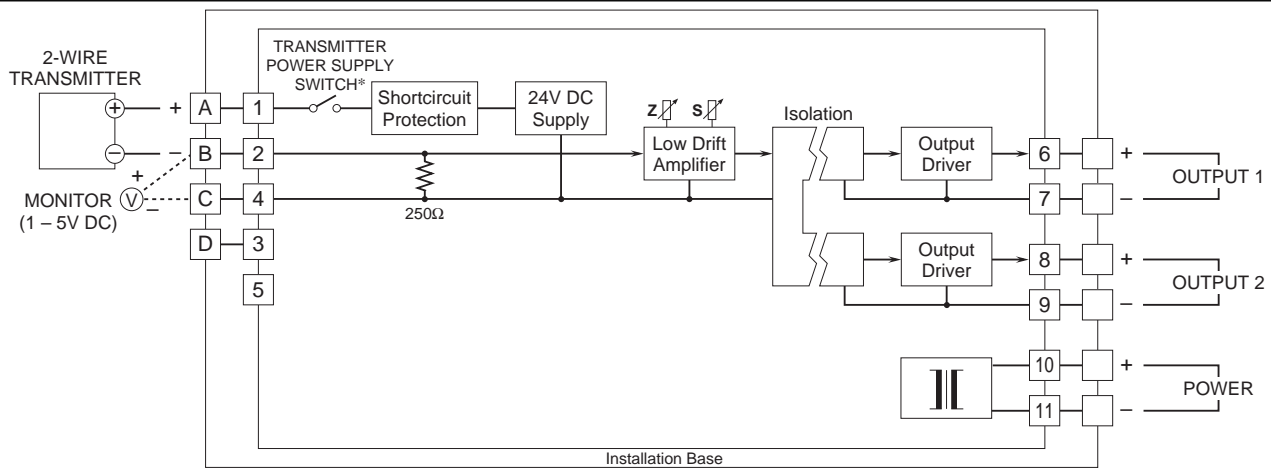 2-WIRE
TRANSMITTER
+
−
+
−
A
B
C
D
+
−
V
MONITOR
(1 – 5V DC)
1
2
4
3
5
TRANSMITTER
POWER SUPPLY
SWITCH*
Shortcircuit
Protection
24V DC
Supply
250Ω
Z
S
Low Drift
Amplifier
Isolation
Output
Driver
Output
Driver
6
7
8
9
10
11
+
−
OUTPUT 1
+
−
OUTPUT 2
+
−
POWER
Installation Base